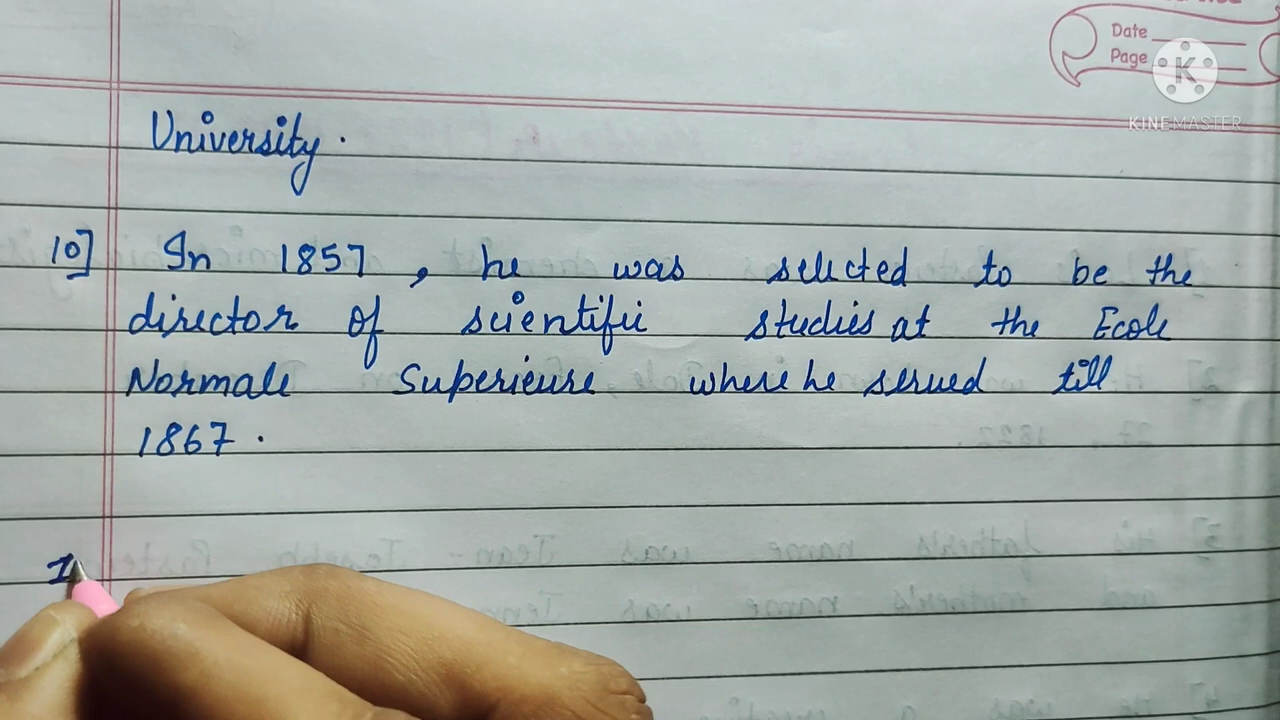 Date
Page
K
KINEMASTER
University.
10] In 1857, he was selected to be the
director of scientific studies at the Ecole
Normale Superieure where he served till
1867.
1